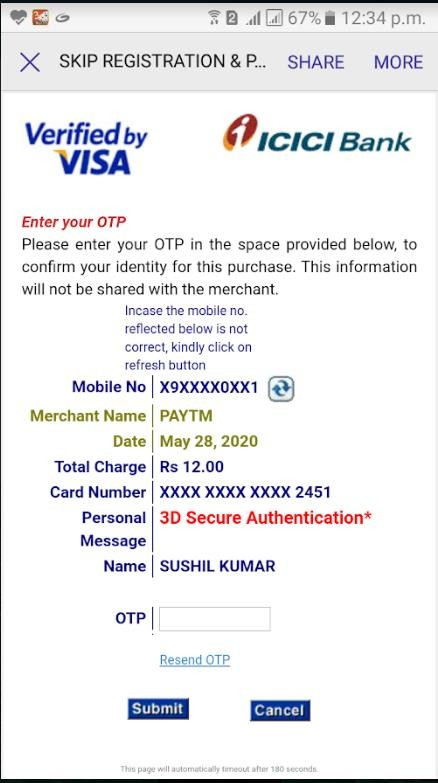 2 67% 12:34 p.m.
SKIP REGISTRATION & P... SHARE MORE
Verified by
VISA
ICICI Bank
Enter your OTP
Please enter your OTP in the space provided below, to
confirm your identity for this purchase. This information
will not be shared with the merchant.
Incase the mobile no.
reflected below is not
correct, kindly click on
refresh button
Mobile No X9XXXX0XX1
Merchant Name PAYTM
Date May 28, 2020
Total Charge Rs 12.00
Card Number XXXX XXXX XXXX 2451
Personal 3D Secure Authentication*
Message
Name SUSHIL KUMAR
OTP
Resend OTP
Submit Cancel
This page will automatically timeout after 180 seconds.